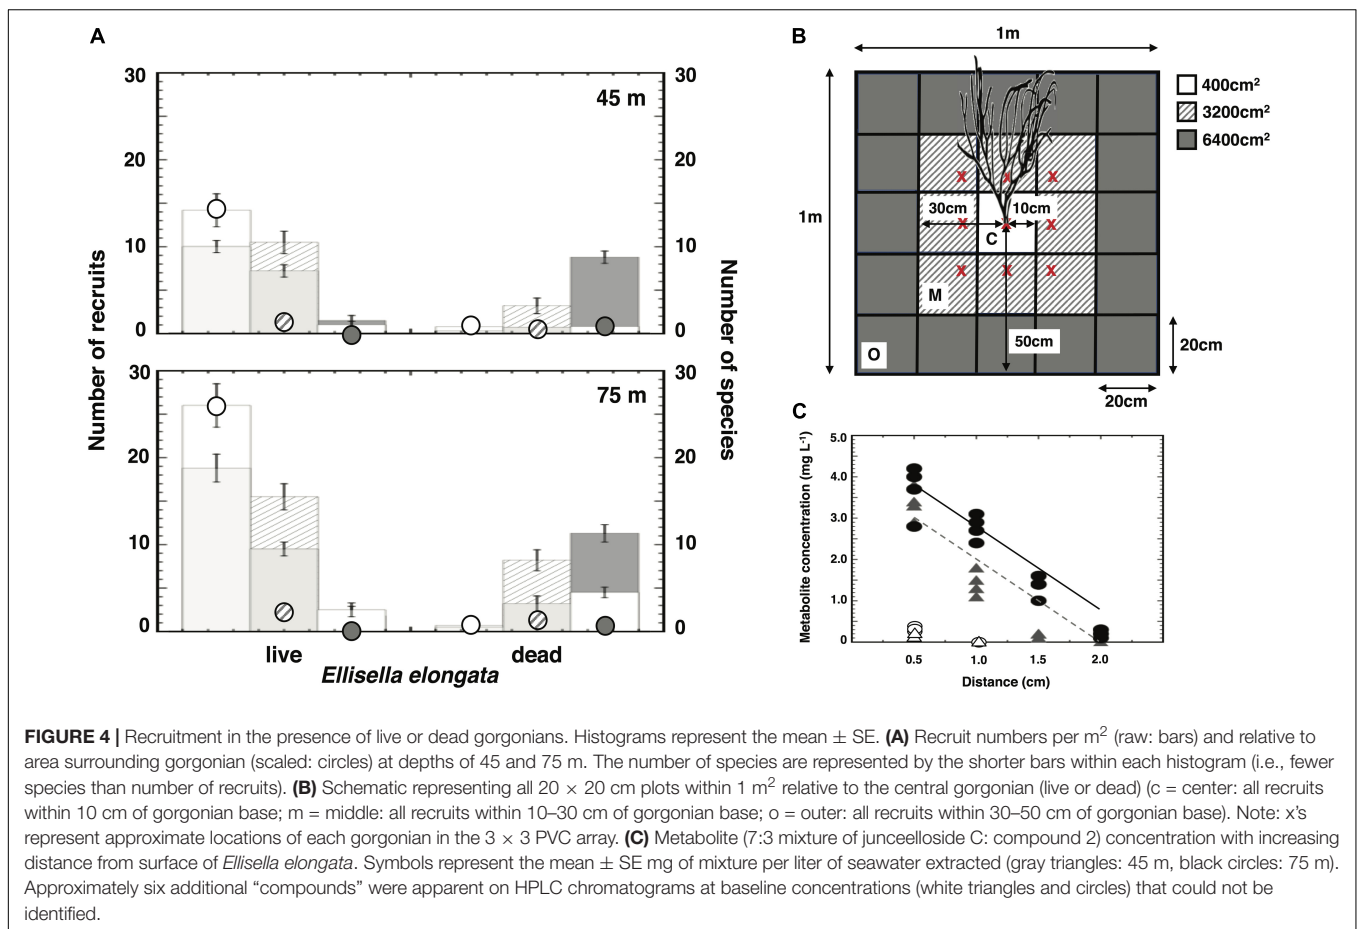 A
30
20
10
0
30
20
10
0
45 m
30
20
10
0
30
20
10
0
75 m
Number of recruits
Number of species
live
dead
Ellisella elongata
B
1m
1m
400cm²
3200cm²
6400cm²
x x x
30cm
10cm
x x x
C
x x x
M
50cm
O
20cm
20cm
C
Metabolite concentration (mg L⁻¹)
5.0
4.0
3.0
2.0
1.0
0
0.5
1.0
1.5
2.0
Distance (cm)
FIGURE 4 | Recruitment in the presence of live or dead gorgonians. Histograms represent the mean ± SE. (A) Recruit numbers per m² (raw: bars) and relative to
area surrounding gorgonian (scaled: circles) at depths of 45 and 75 m. The number of species are represented by the shorter bars within each histogram (i.e., fewer
species than number of recruits). (B) Schematic representing all 20 × 20 cm plots within 1 m² relative to the central gorgonian (live or dead) (c = center: all recruits
within 10 cm of gorgonian base; m = middle: all recruits within 10–30 cm of gorgonian base; o = outer: all recruits within 30–50 cm of gorgonian base). Note: x's
represent approximate locations of each gorgonian in the 3 × 3 PVC array. (C) Metabolite (7:3 mixture of junceelloside C: compound 2) concentration with increasing
distance from surface of Ellisella elongata. Symbols represent the mean ± SE mg of mixture per liter of seawater extracted (gray triangles: 45 m, black circles: 75 m).
Approximately six additional “compounds” were apparent on HPLC chromatograms at baseline concentrations (white triangles and circles) that could not be
identified.